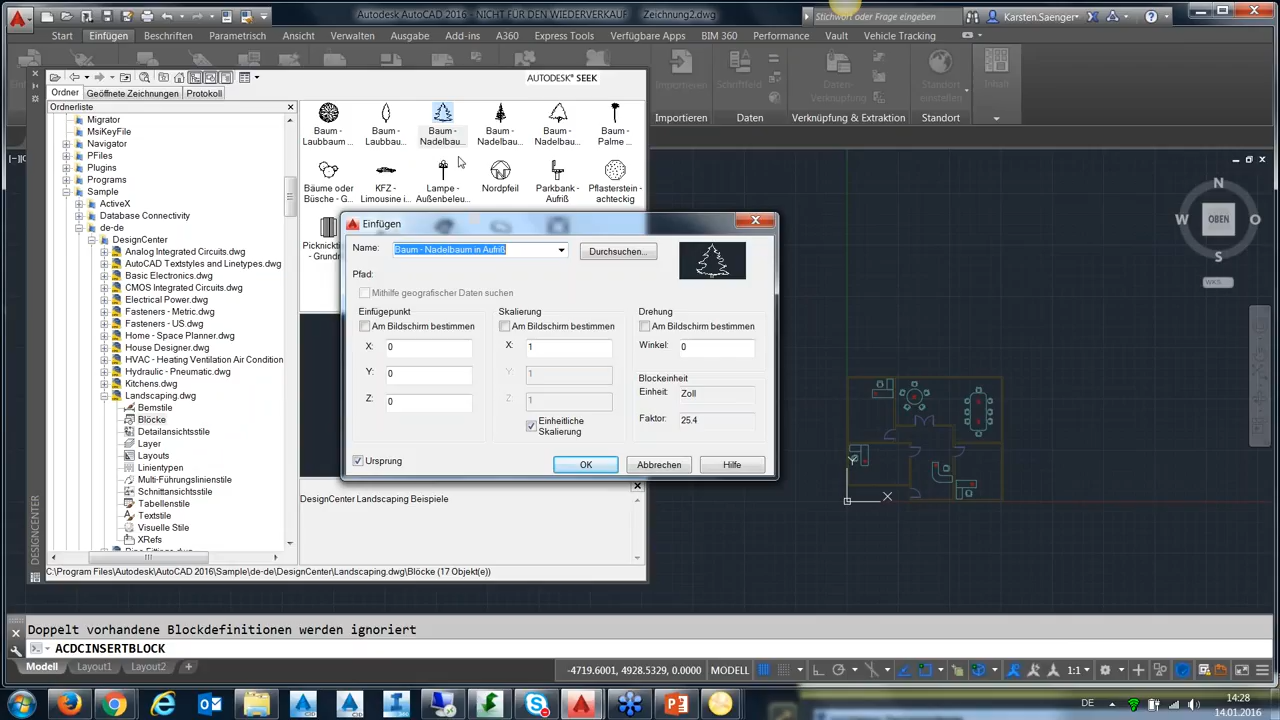 Autodesk AutoCAD 2016 - NICHT FÜR DEN WIEDERVERKAUF Zeichnung2.dwg
Stichwort oder Frage eingeben
Karsten.Saenger
Start Einfügen Beschriften Parametrisch Ansicht Verwalten Ausgabe Add-ins A360 Express Tools Verfügbare Apps BIM 360 Performance Vault Vehicle Tracking
Importieren Schriftfeld Daten-
Verknüpfung
Standort
einstellen
Inhalt
Importieren Daten Verknüpfung & Extraktion Standort
AUTODESK® SEEK
Ordner Geöffnete Zeichnungen Protokoll
Ordnerliste
Migrator
MsiKeyFile
Navigator
PFiles
Plugins
Programs
Sample
ActiveX
Database Connectivity
de-de
DesignCenter
Analog Integrated Circuits.dwg
AutoCAD Textstyles and Linetypes.dwg
Basic Electronics.dwg
CMOS Integrated Circuits.dwg
Electrical Power.dwg
Fasteners - Metric.dwg
Fasteners - US.dwg
Home - Space Planner.dwg
House Designer.dwg
HVAC - Heating Ventilation Air Condition
Hydraulic - Pneumatic.dwg
Kitchens.dwg
Landscaping.dwg
Bemstile
Blöcke
Detailansichtsstile
Layer
Layouts
Linientypen
Multi-Führungslinienstile
Schnittansichtsstile
Tabellenstile
Textstile
Visuelle Stile
XRefs
Baum -
Laubbaum ...
Baum -
Laubbau...
Baum -
Nadelbau...
Baum -
Nadelbau...
Baum -
Nadelbau...
Baum -
Palme ...
Bäume oder
Büsche - G...
KFZ -
Limousine i...
Lampe -
Außenbeleu...
Nordpfeil
Parkbank -
Aufriß
Pflasterstein -
achteckig
Einfügen
Name: Baum - Nadelbaum in Aufriß Durchsuchen...
Pfad:
Mithilfe geografischer Daten suchen
Einfügepunkt
Am Bildschirm bestimmen
X: 0
Y: 0
Z: 0
Skalierung
Am Bildschirm bestimmen
X: 1
Y: 1
Z: 1
Einheitliche
Skalierung
Drehung
Am Bildschirm bestimmen
Winkel: 0
Blockeinheit
Einheit: Zoll
Faktor: 25.4
Ursprung
OK Abbrechen Hilfe
DesignCenter Landscaping Beispiele
DESIGNCENTER
C:\Program Files\Autodesk\AutoCAD 2016\Sample\de-de\DesignCenter\Landscaping.dwg\Blöcke (17 Objekt(e))
N
W OBEN O
S
WKS
Y
X
Doppelt vorhandene Blockdefinitionen werden ignoriert
ACDCINSERTBLOCK
Modell Layout1 Layout2 +
-4719.6001, 4928.5329, 0.0000 MODELL 1:1
DE
14:28
14.01.2016